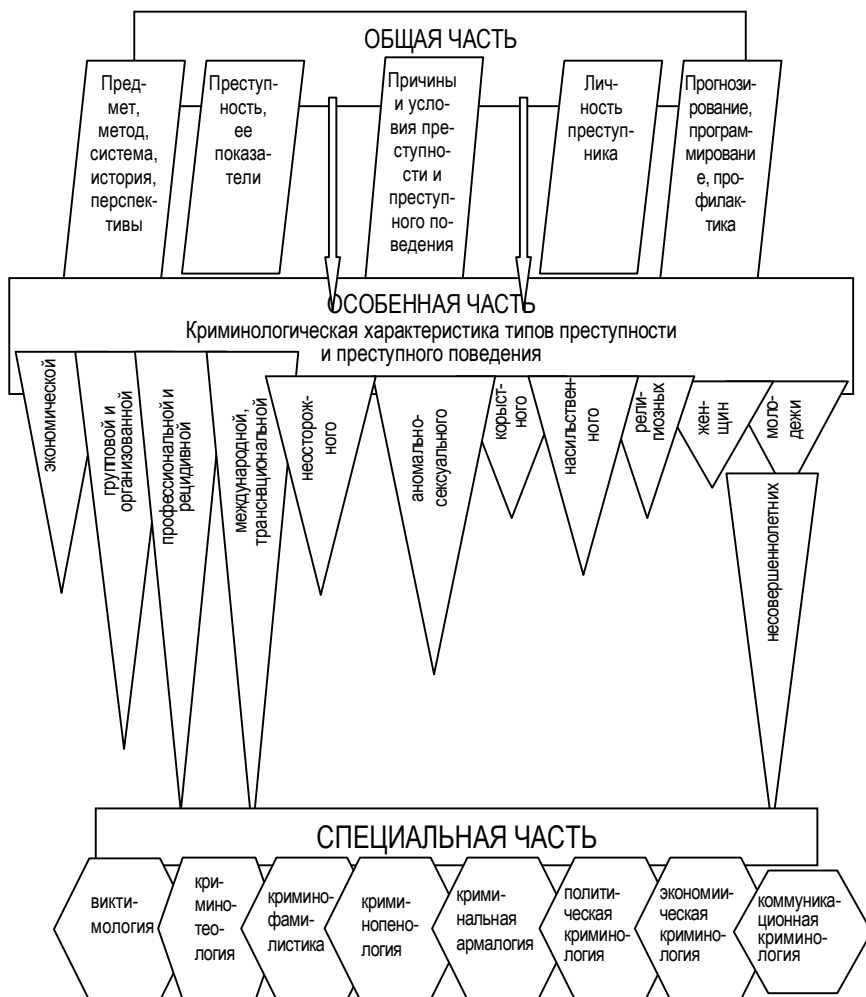 ОБЩАЯ ЧАСТЬ
Пред-
мет,
метод,
система,
история,
перспек-
тивы
Преступ-
ность,
ее
показа-
тели
Причины
и усло-
вия пре-
ступно-
сти и
преступ-
ного по-
ведения
Лич-
ность
преступ-
ника
Прогнози-
рование,
програм-
мировани
е, про-
филак-
тика
ОСОБЕННАЯ ЧАСТЬ
Криминологическая характеристика типов преступности
и преступного поведения
экономической
групповой и
организованной
профессиональной и
рецидивной
международной,
транснациональной
неосторож-
ного
аномально-
сексуального
корыст-
ного
насильствен-
ного
рели-
гиозных
жен-
щин
моло-
дежи
несовершеннолетних
СПЕЦИАЛЬНАЯ ЧАСТЬ
викти-
мология
кри-
мино-
тео-
логия
кримино-
фами-
листика
крими-
нопено-
логия
крими-
нальная
армалогия
полити-
ческая
кримино-
логия
экономии-
ческая
кримино-
логия
коммуника-
ционная
криминo-
логия